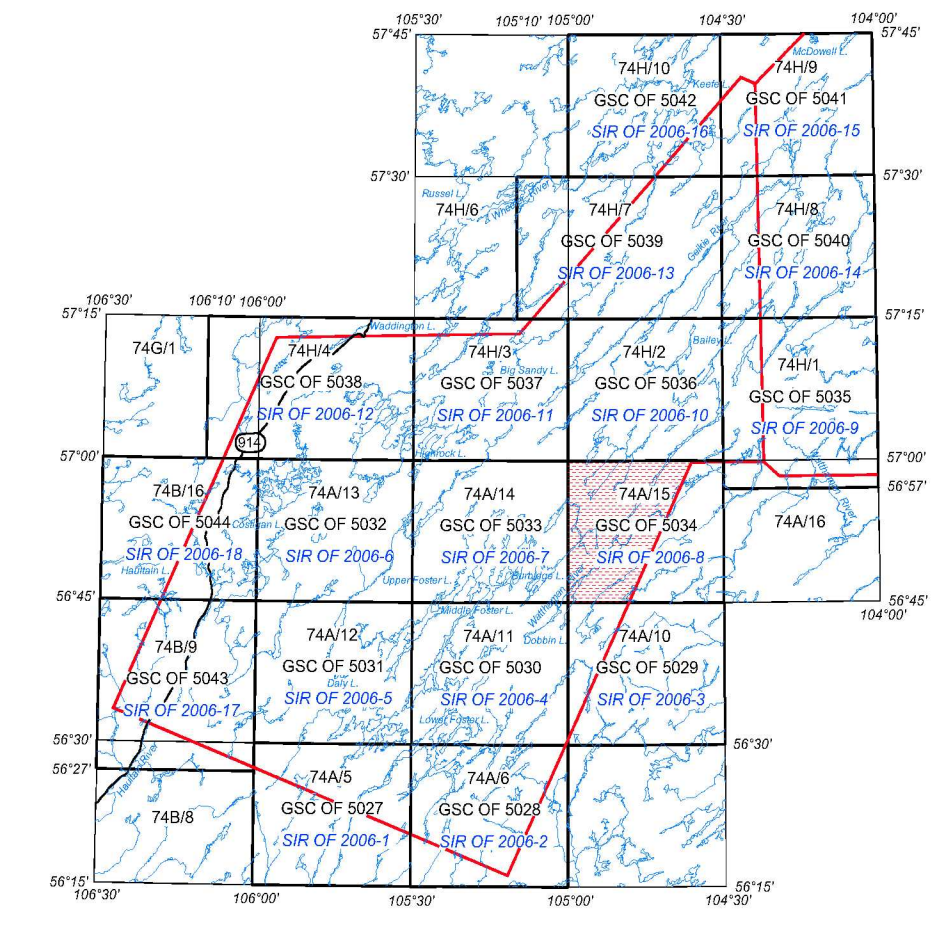 105°30' 105°10' 105°00' 104°30' 104°00'
57°45' 57°45'
McDowell L.
74H/10 74H/9
Keefe L.
GSC OF 5042 GSC OF 5041
SIR OF 2006-16 SIR OF 2006-15
57°30' 57°30'
Russel L.
Wheeler River
74H/6 74H/7 74H/8
Geikie River
GSC OF 5039 GSC OF 5040
SIR OF 2006-13 SIR OF 2006-14
106°30' 106°10' 106°00'
57°15' 57°15'
Waddington L.
Bailey L.
74G/1 74H/4 74H/3 74H/2 74H/1
Big Sandy L.
GSC OF 5038 GSC OF 5037 GSC OF 5036 GSC OF 5035
SIR OF 2006-12 SIR OF 2006-11 SIR OF 2006-10 SIR OF 2006-9
914
Highrock L.
57°00' 57°00'
56°57'
River
74B/16 74A/13 74A/14 74A/15 74A/16
GSC OF 5044 GSC OF 5032 GSC OF 5033 GSC OF 5034
SIR OF 2006-18 SIR OF 2006-6 SIR OF 2006-7 SIR OF 2006-8
Haultain L.
Upper Foster L.
56°45' 56°45'
104°00'
Middle Foster L.
74B/9 74A/12 74A/11 74A/10
Dobbin L.
GSC OF 5043 GSC OF 5031 GSC OF 5030 GSC OF 5029
Daly L.
SIR OF 2006-17 SIR OF 2006-5 SIR OF 2006-4 SIR OF 2006-3
Lower Foster L.
56°30' 56°30'
56°27'
Haultain River
74B/8 74A/5 74A/6
GSC OF 5027 GSC OF 5028
SIR OF 2006-1 SIR OF 2006-2
56°15' 56°15'
106°30' 106°00' 105°30' 105°00' 104°30'